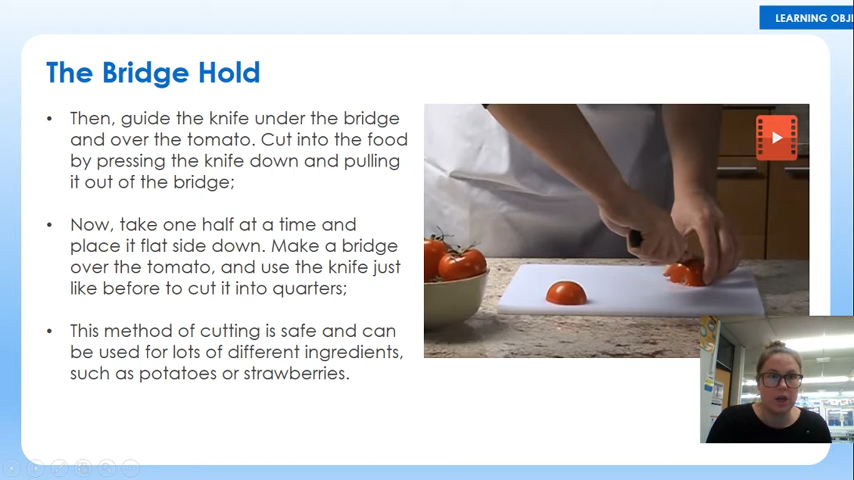 LEARNING OBJ
The Bridge Hold
• Then, guide the knife under the bridge
and over the tomato. Cut into the food
by pressing the knife down and pulling
it out of the bridge;
• Now, take one half at a time and
place it flat side down. Make a bridge
over the tomato, and use the knife just
like before to cut it into quarters;
• This method of cutting is safe and can
be used for lots of different ingredients,
such as potatoes or strawberries.